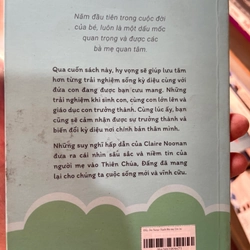 Năm đầu tiên trong cuộc đời
của bé, luôn là một dấu mốc
quan trọng và được các
bà mẹ quan tâm.
Qua cuốn sách này, hy vọng sẽ giúp lưu tâm
hơn từng trải nghiệm sống kỳ diệu cùng với
đứa con đang được bạn cưu mang. Những
trải nghiệm khi sinh con, cùng con lớn lên và
giáo dục con trưởng thành. Cùng lúc ấy, bạn
cũng sẽ cảm nhận được sự trưởng thành và
biến đổi kỳ diệu nơi chính bản thân mình.
Những suy nghĩ hấp dẫn của Claire Noonan
đưa ra cái nhìn sâu sắc và niềm tin của
người mẹ vào Thiên Chúa, Đấng đã mang
lại cho chúng ta cuộc sống mới và vĩnh cửu.